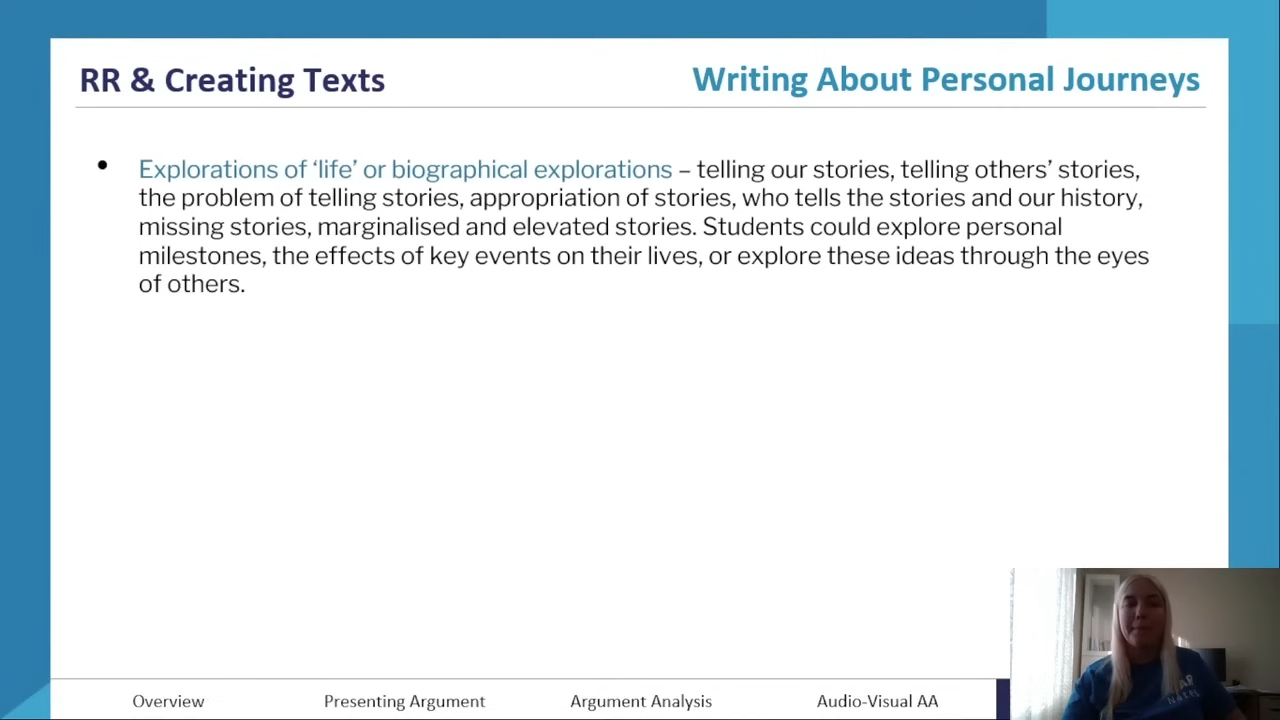 RR & Creating Texts
Writing About Personal Journeys
• Explorations of ‘life’ or biographical explorations – telling our stories, telling others’ stories,
the problem of telling stories, appropriation of stories, who tells the stories and our history,
missing stories, marginalised and elevated stories. Students could explore personal
milestones, the effects of key events on their lives, or explore these ideas through the eyes
of others.
Overview
Presenting Argument
Argument Analysis
Audio-Visual AA